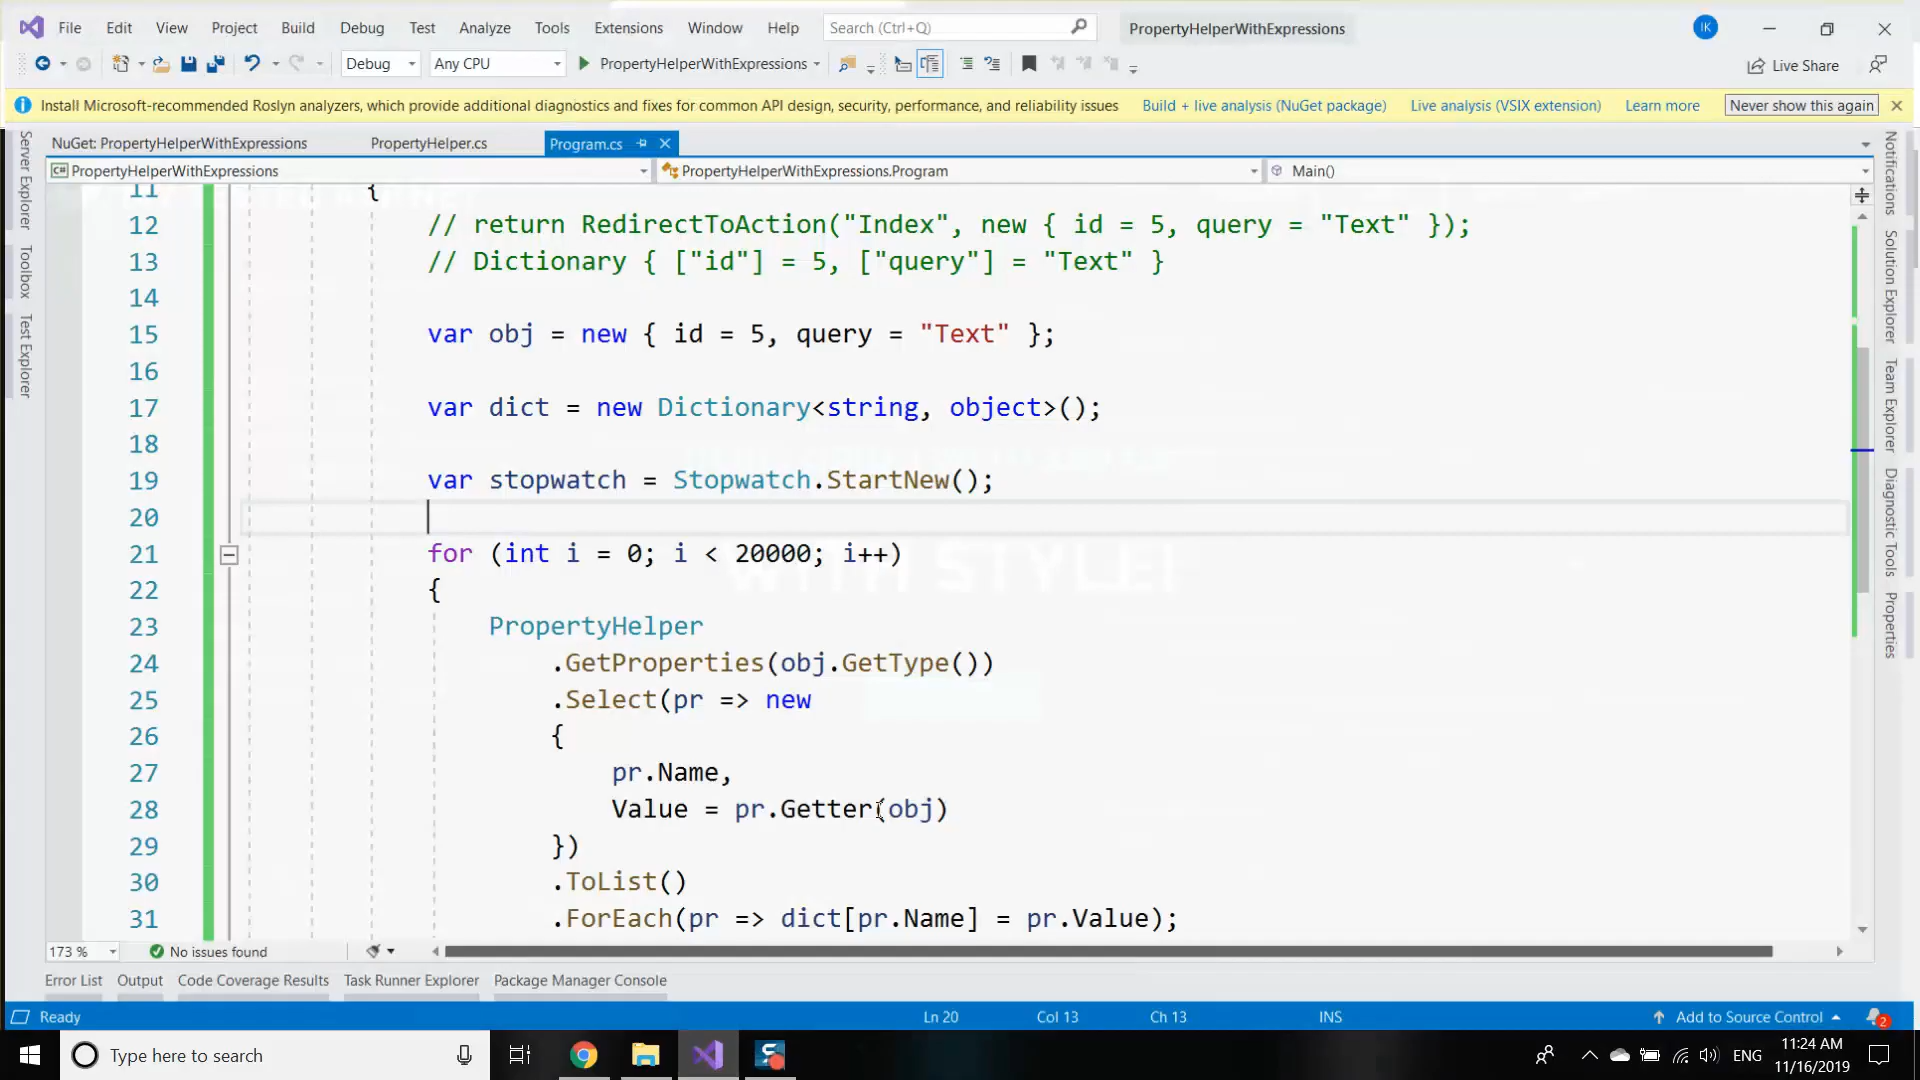 File Edit View Project Build Debug Test Analyze Tools Extensions Window Help Search (Ctrl+Q) PropertyHelperWithExpressions IK
Debug Any CPU PropertyHelperWithExpressions Live Share
Install Microsoft-recommended Roslyn analyzers, which provide additional diagnostics and fixes for common API design, security, performance, and reliability issues Build + live analysis (NuGet package) Live analysis (VSIX extension) Learn more Never show this again
NuGet: PropertyHelperWithExpressions PropertyHelper.cs Program.cs
C# PropertyHelperWithExpressions PropertyHelperWithExpressions.Program Main()
Server Explorer
Toolbox
Test Explorer
11 {
12 // return RedirectToAction("Index", new { id = 5, query = "Text" });
13 // Dictionary { ["id"] = 5, ["query"] = "Text" }
14
15 var obj = new { id = 5, query = "Text" };
16
17 var dict = new Dictionary<string, object>();
18
19 var stopwatch = Stopwatch.StartNew();
20
21 for (int i = 0; i < 20000; i++)
22 {
23 PropertyHelper
24 .GetProperties(obj.GetType())
25 .Select(pr => new
26 {
27 pr.Name,
28 Value = pr.Getter(obj)
29 })
30 .ToList()
31 .ForEach(pr => dict[pr.Name] = pr.Value);
WITH STYLE!
Notifications
Solution Explorer
Team Explorer
Diagnostic Tools
Properties
173 % No issues found
Error List Output Code Coverage Results Task Runner Explorer Package Manager Console
Ready Ln 20 Col 13 Ch 13 INS Add to Source Control 2
Type here to search ENG 11:24 AM
11/16/2019